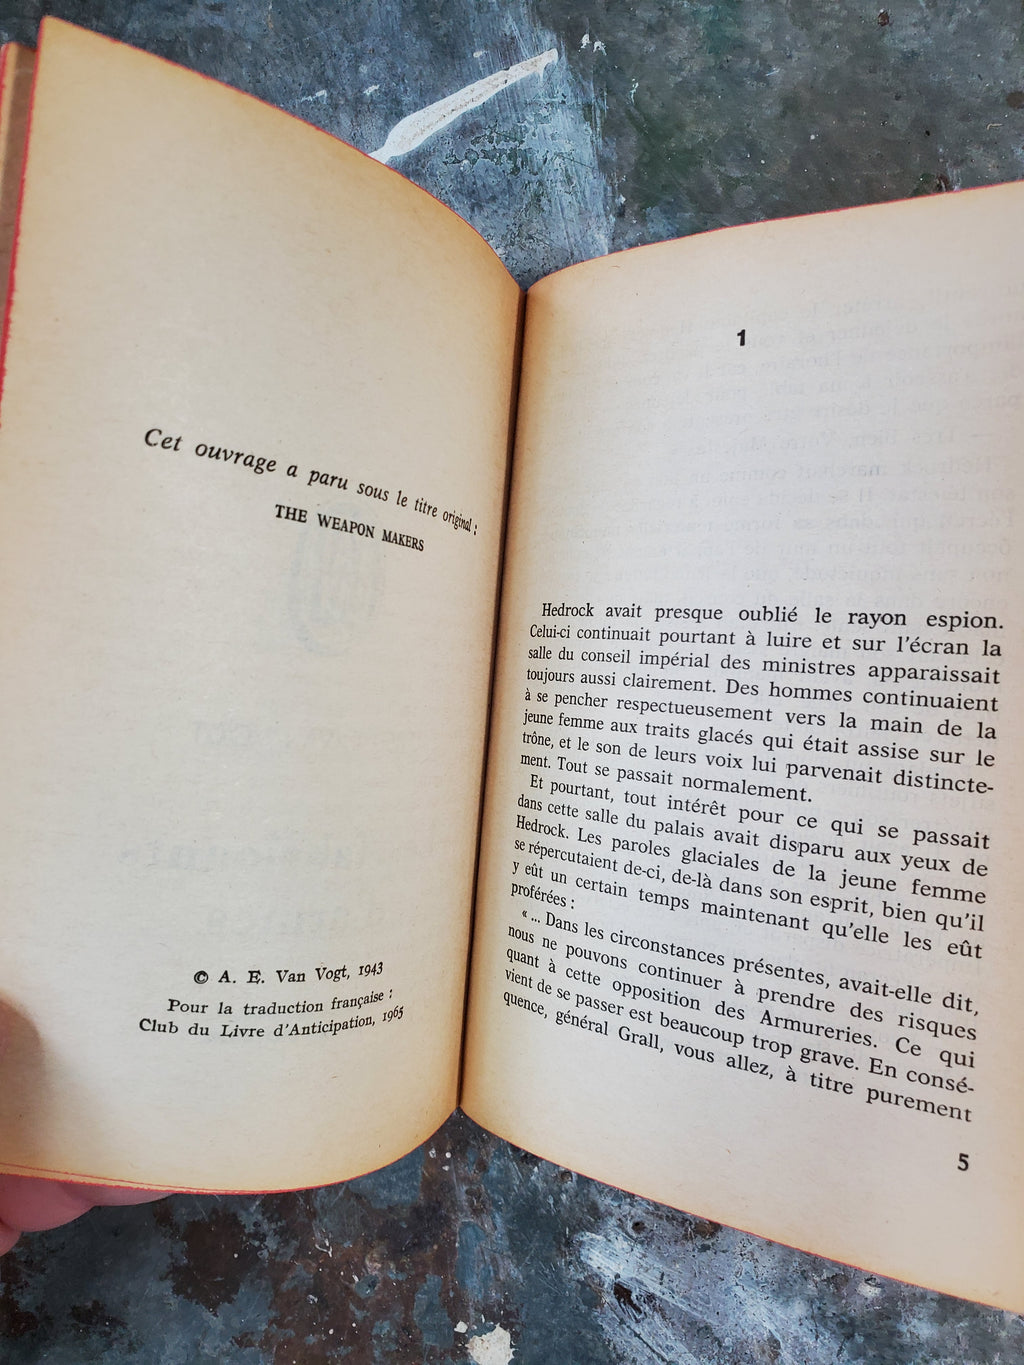 Cet ouvrage a paru sous le titre original :
THE WEAPON MAKERS
© A. E. Van Vogt, 1943
Pour la traduction française :
Club du Livre d'Anticipation, 1965
1
Hedrock avait presque oublié le rayon espion.
Celui-ci continuait pourtant à luire et sur l'écran la
salle du conseil impérial des ministres apparaissait
toujours aussi clairement. Des hommes continuaient
à se pencher respectueusement vers la main de la
jeune femme aux traits glacés qui était assise sur le
trône, et le son de leurs voix lui parvenait distincte-
ment. Tout se passait normalement.
Et pourtant, tout intérêt pour ce qui se passait
dans cette salle du palais avait disparu aux yeux de
Hedrock. Les paroles glaciales de la jeune femme
se répercutaient de-ci, de-là dans son esprit, bien qu'il
y eût un certain temps maintenant qu'elle les eût
proférées :
« ... Dans les circonstances présentes, avait-elle dit,
nous ne pouvons continuer à prendre des risques
quant à cette opposition des Armureries. Ce qui
vient de se passer est beaucoup trop grave. En consé-
quence, général Grall, vous allez, à titre purement
5